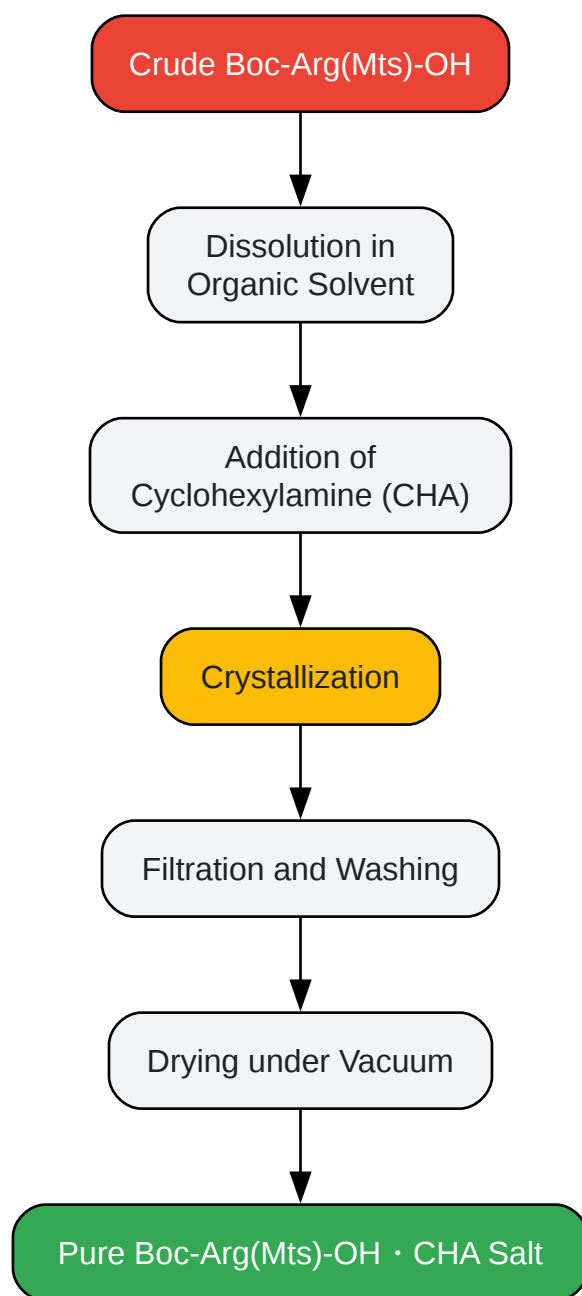 Crude Boc-Arg(Mts)-OH
Dissolution in
Organic Solvent
Addition of
Cyclohexylamine (CHA)
Crystallization
Filtration and Washing
Drying under Vacuum
Pure Boc-Arg(Mts)-OH · CHA Salt